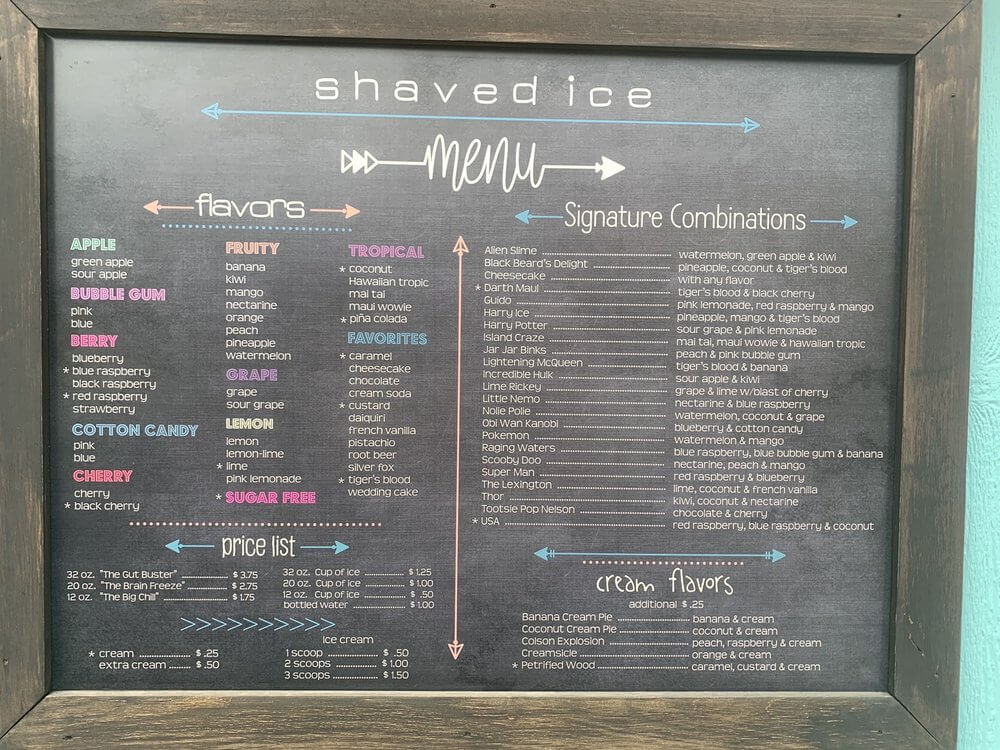 shaved ice
menu
flavors
APPLE
green apple
sour apple
BUBBLE GUM
pink
blue
BERRY
blueberry
* blue raspberry
black raspberry
* red raspberry
strawberry
COTTON CANDY
pink
blue
CHERRY
cherry
* black cherry
FRUITY
banana
kiwi
mango
nectarine
orange
peach
pineapple
watermelon
GRAPE
grape
sour grape
LEMON
lemon
lemon-lime
* lime
pink lemonade
* SUGAR FREE
TROPICAL
* coconut
Hawaiian tropic
mai tai
maui wowie
* piña colada
FAVORITES
* caramel
cheesecake
chocolate
cream soda
* custard
daiquiri
french vanilla
pistachio
root beer
silver fox
* tiger's blood
wedding cake
price list
32 oz. "The Gut Buster" ............ $ 3.75
20 oz. "The Brain Freeze" ............ $ 2.75
12 oz. "The Big Chill" ............ $ 1.75
32 oz. Cup of ice ............ $ 1.25
20 oz. Cup of ice ............ $ 1.00
12 oz. Cup of ice ............ $ .50
bottled water ............ $ 1.00
* cream ............ $ .25
extra cream ............ $ .50
Ice cream
1 scoop ............ $ .50
2 scoops ............ $ 1.00
3 scoops ............ $ 1.50
Signature Combinations
Alien Slime ............ watermelon, green apple & kiwi
Black Beard's Delight ............ pineapple, coconut & tiger's blood
Cheesecake ............ with any flavor
* Darth Maul ............ tiger's blood & black cherry
Guido ............ pink lemonade, red raspberry & mango
Harry Ice ............ pineapple, mango & tiger's blood
Harry Potter ............ sour grape & pink lemonade
Island Craze ............ mai tai, maui wowie & hawaiian tropic
Jar Jar Binks ............ peach & pink bubble gum
Lightening McQueen ............ tiger's blood & banana
Incredible Hulk ............ sour apple & kiwi
Lime Rickey ............ grape & lime w/blast of cherry
Little Nemo ............ nectarine & blue raspberry
Nolie Polie ............ watermelon, coconut & grape
Obi Wan Kanobi ............ blueberry & cotton candy
Pokemon ............ watermelon & mango
Raging Waters ............ blue raspberry, blue bubble gum & banana
Scooby Doo ............ nectarine, peach & mango
Super Man ............ red raspberry & blueberry
The Lexington ............ lime, coconut & french vanilla
Thor ............ kiwi, coconut & nectarine
Tootsie Pop Nelson ............ chocolate & cherry
* USA ............ red raspberry, blue raspberry & coconut
cream flavors
additional $ .25
Banana Cream Pie ............ banana & cream
Coconut Cream Pie ............ coconut & cream
Colson Explosion ............ peach, raspberry & cream
Creamsicle ............ orange & cream
* Petrified Wood ............ caramel, custard & cream